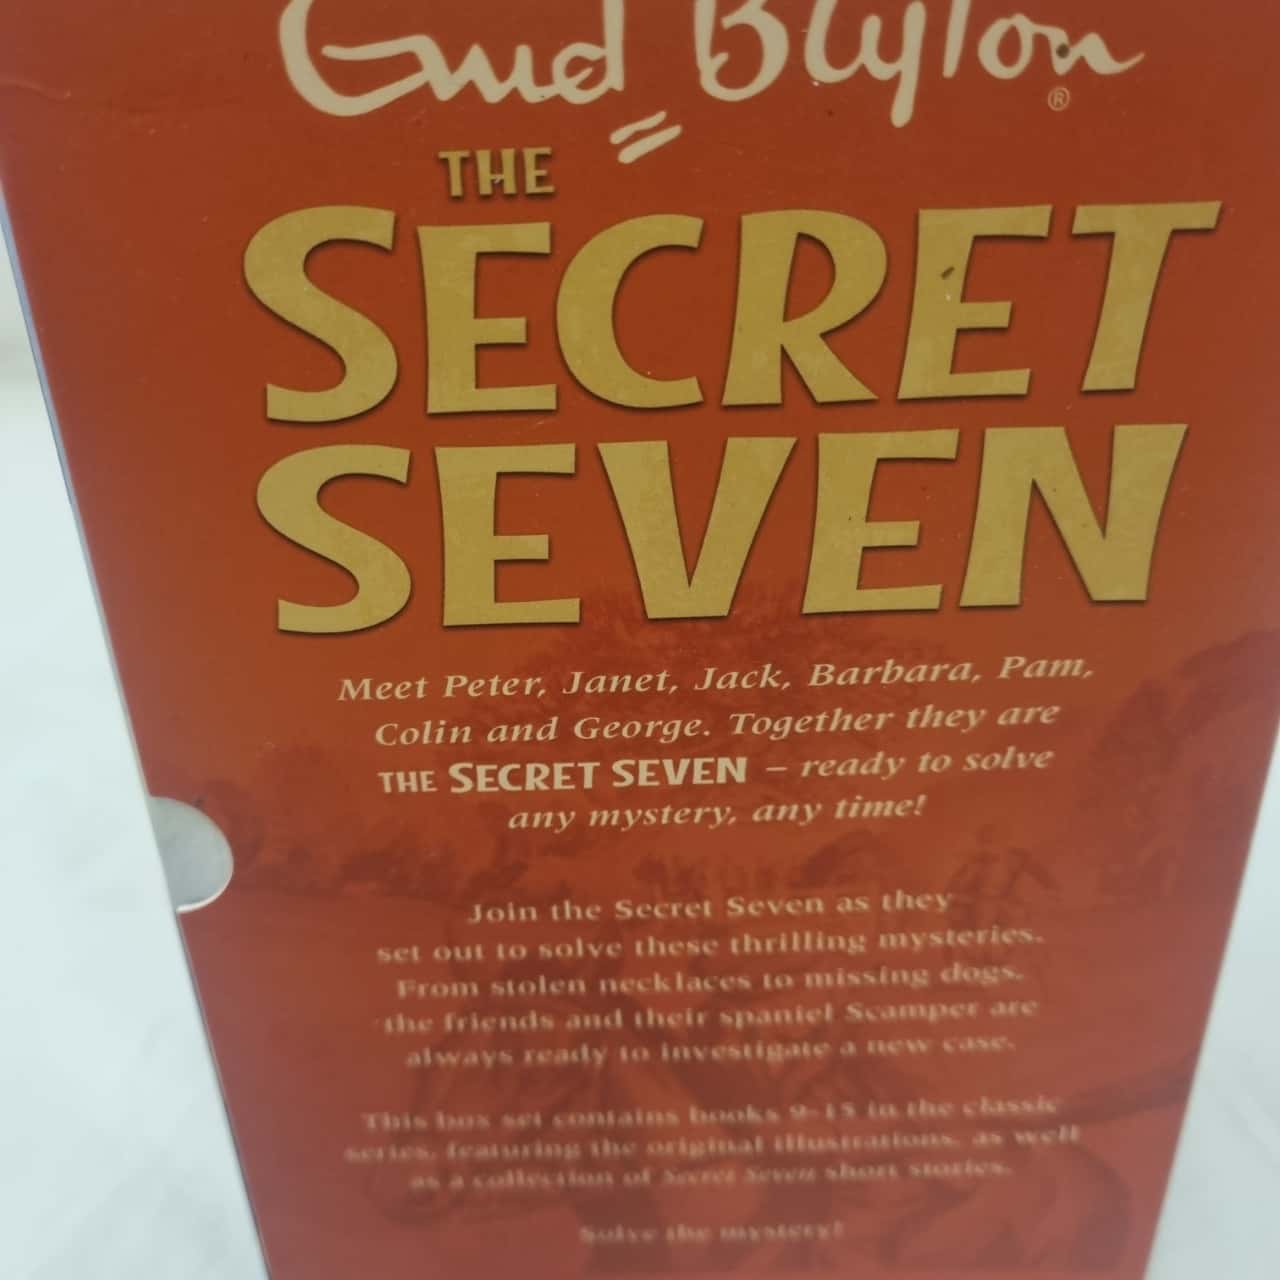 Enid Blyton
®
THE
SECRET
SEVEN
Meet Peter, Janet, Jack, Barbara, Pam,
Colin and George. Together they are
THE SECRET SEVEN – ready to solve
any mystery, any time!
Join the Secret Seven as they
set out to solve these thrilling mysteries.
From stolen necklaces to missing dogs,
the friends and their spaniel Scamper are
always ready to investigate a new case.
This box set contains books 9–15 in the classic
series, featuring the original illustrations, as well
as a collection of Secret Seven short stories.
Solve the mystery!